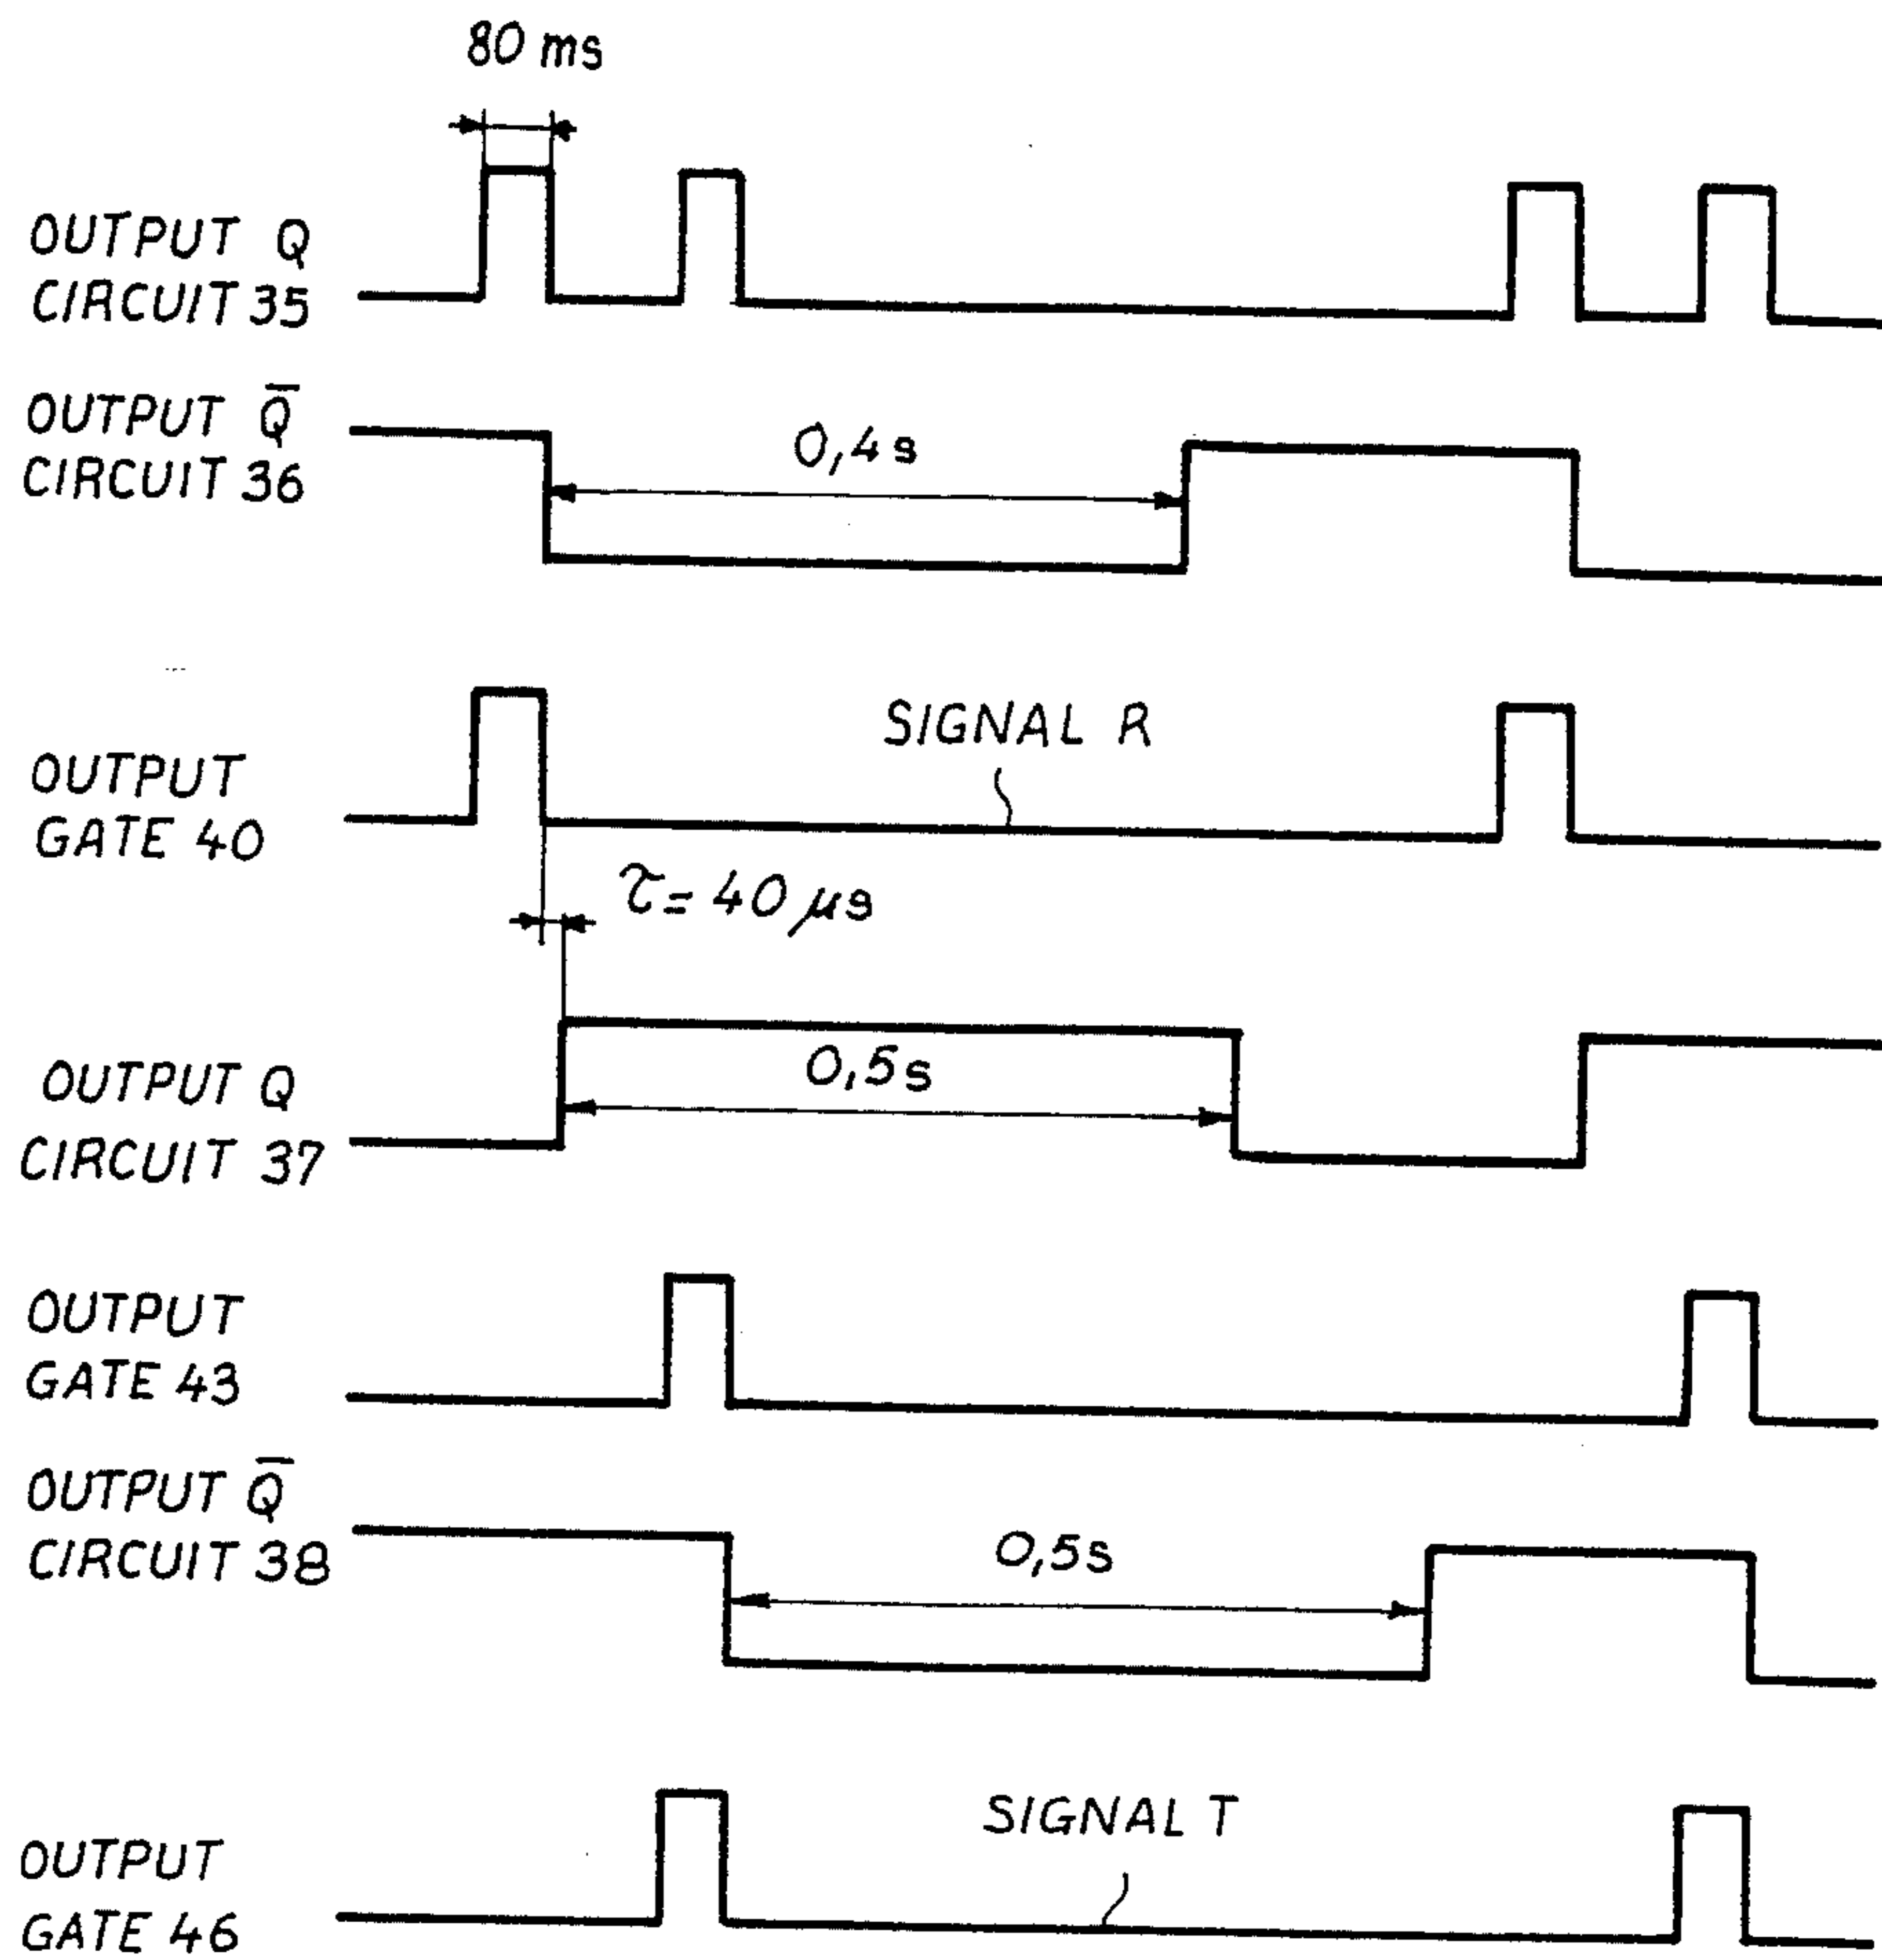 80 ms
OUTPUT Q
CIRCUIT 35
OUTPUT Q̄
CIRCUIT 36
0,4s
SIGNAL R
OUTPUT
GATE 40
τ= 40 μs
OUTPUT Q
CIRCUIT 37
0,5s
OUTPUT
GATE 43
OUTPUT Q̄
CIRCUIT 38
0,5s
SIGNAL T
OUTPUT
GATE 46